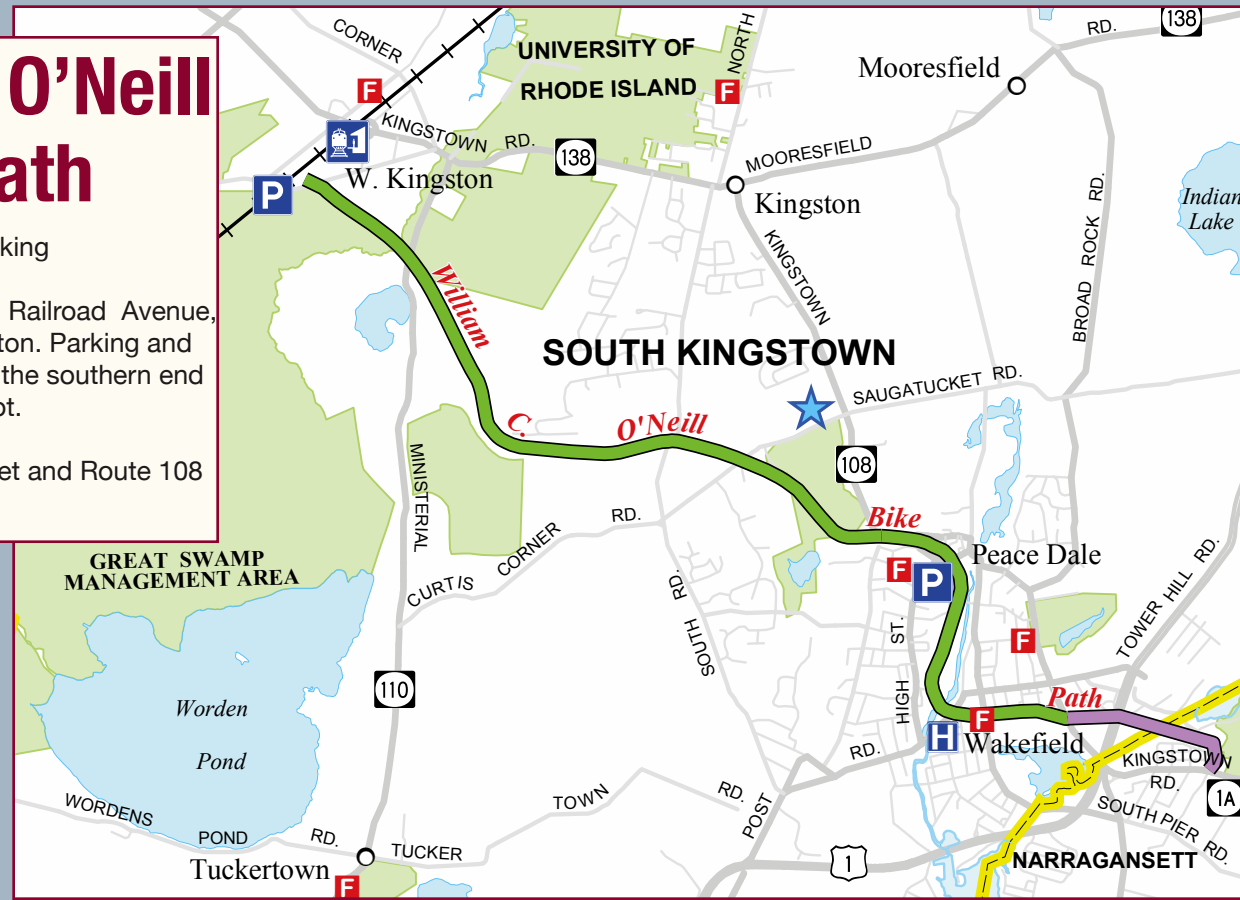 O'Neill
ath
king
Railroad Avenue,
ton. Parking and
the southern end
ot.
et and Route 108
CORNER
F
UNIVERSITY OF
RHODE ISLAND
NORTH
F
RD.
138
Mooresfield
KINGSTOWN RD.
138
MOORESFIELD
P
W. Kingston
Kingston
Indian
Lake
BROAD ROCK RD.
KINGSTOWN
William
SOUTH KINGSTOWN
SAUGATUCKET RD.
C.
O'Neill
108
MINISTERIAL
CURTIS CORNER RD.
Bike
Peace Dale
F
P
GREAT SWAMP
MANAGEMENT AREA
SOUTH RD.
HIGH ST.
F
TOWER HILL RD.
110
Worden
Pond
Path
F
H
Wakefield
KINGSTOWN
RD.
1A
POST RD.
TOWN
RD.
SOUTH PIER RD.
WORDENS POND RD.
TUCKER
Tuckertown
F
1
NARRAGANSETT